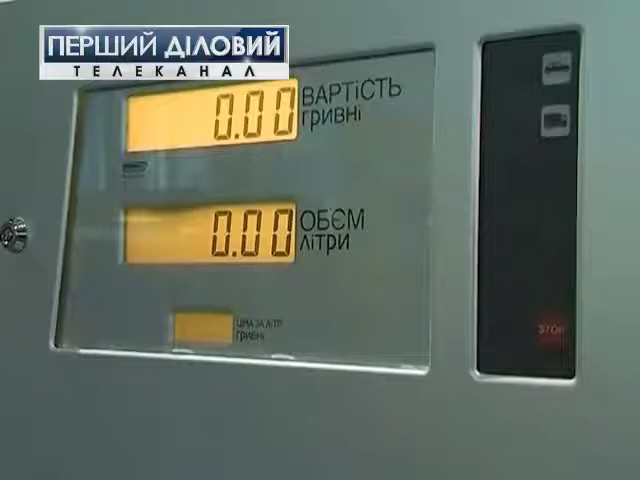 ПЕРШИЙ ДІЛОВИЙ
ТЕЛЕКАНАЛ
0.00 ВАРТІСТЬ
ГРИВНІ
0.00 ОБЄМ
ЛІТРИ
ЦІНА ЗА ЛІТР
ГРИВНІ
STOP